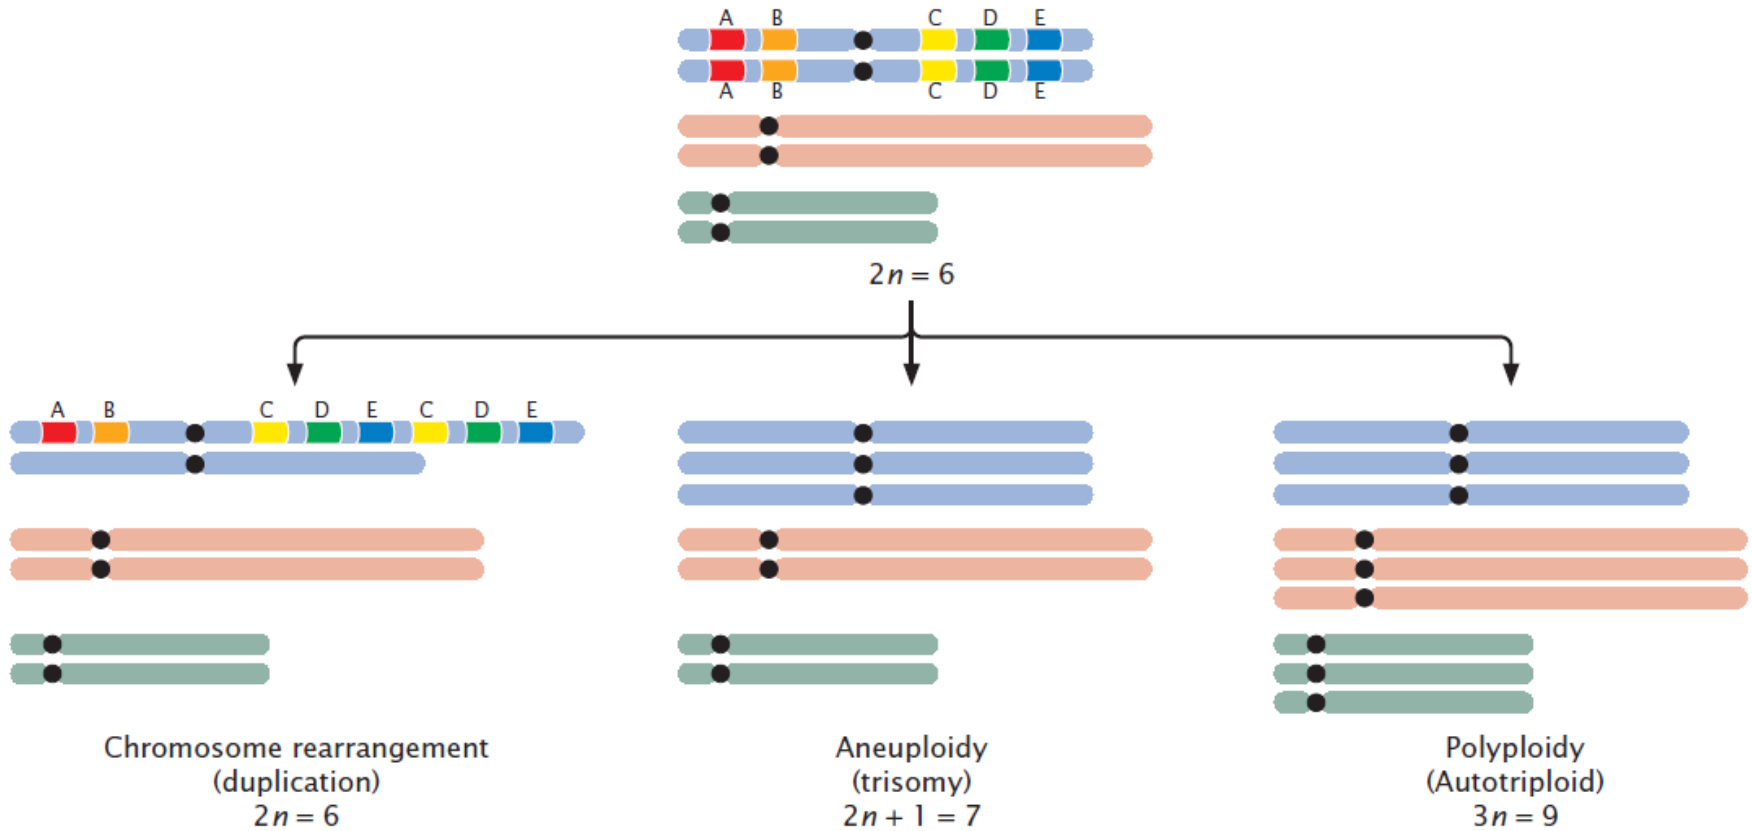 A B C D E
A B C D E
2n = 6
A B C D E C D E
Chromosome rearrangement
(duplication)
2n = 6
Aneuploidy
(trisomy)
2n + 1 = 7
Polyploidy
(Autotriploid)
3n = 9